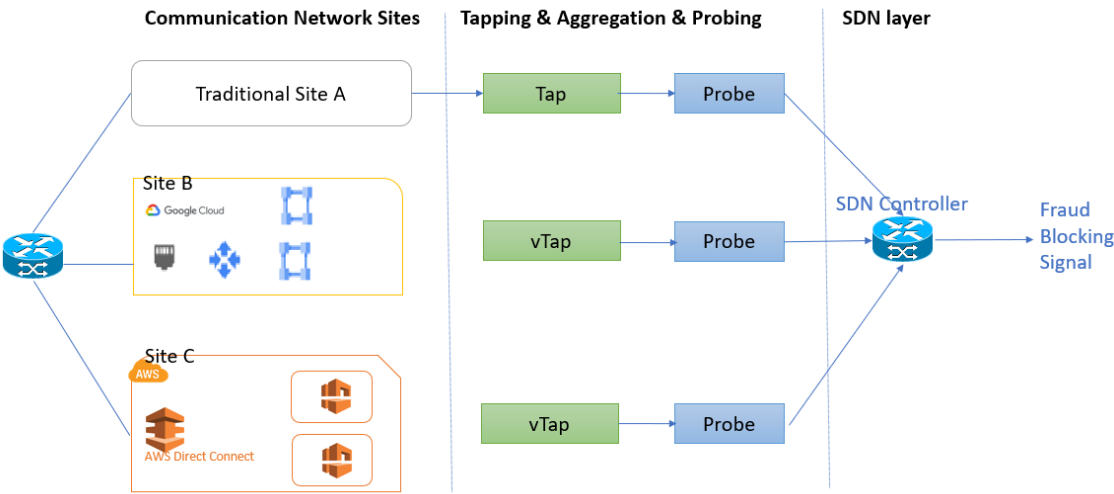 Communication Network Sites
Tapping & Aggregation & Probing
SDN layer
Traditional Site A
Tap
Probe
Site B
Google Cloud
vTap
Probe
SDN Controller
Fraud
Blocking
Signal
Site C
AWS
AWS Direct Connect
vTap
Probe